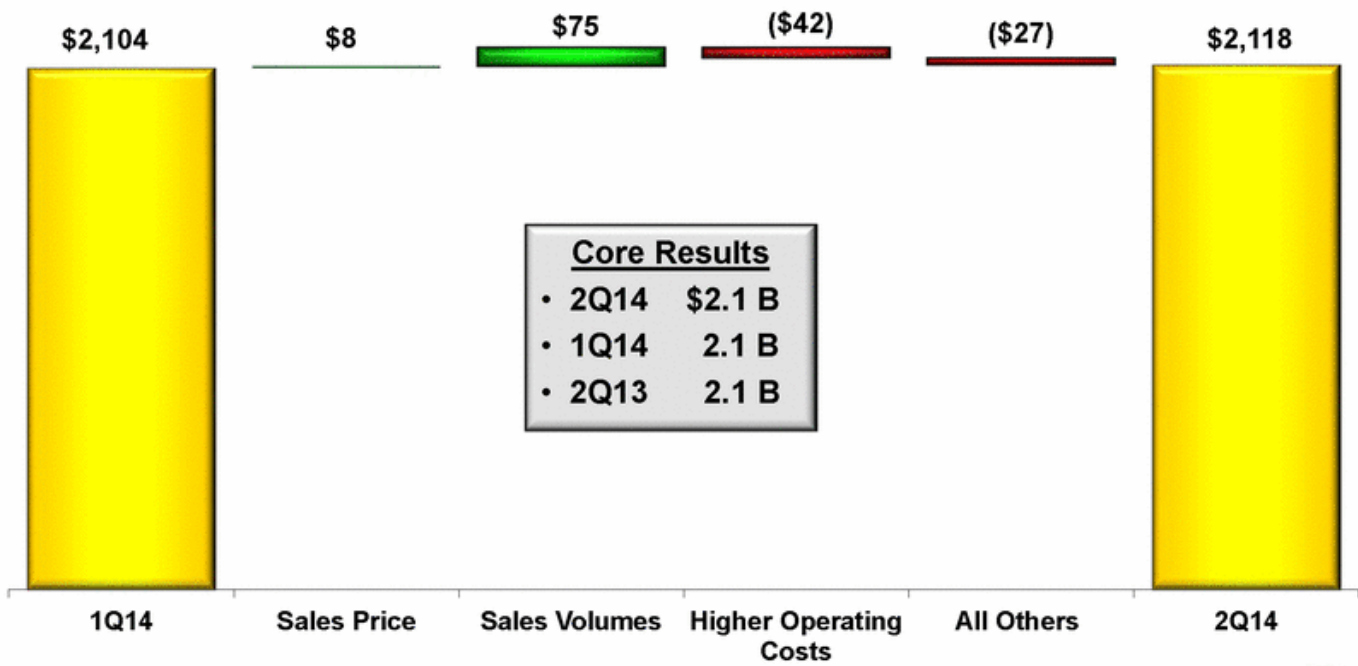 $2,104
$8
$75
($42)
($27)
$2,118
Core Results
• 2Q14 $2.1 B
• 1Q14 2.1 B
• 2Q13 2.1 B
1Q14
Sales Price
Sales Volumes
Higher Operating
Costs
All Others
2Q14